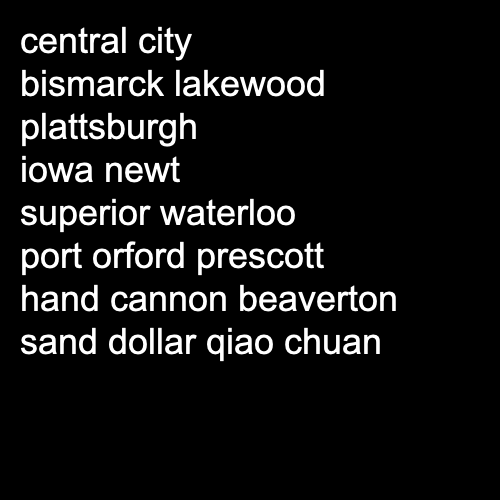 central city
bismarck lakewood
plattsburgh
iowa newt
superior waterloo
port orford prescott
hand cannon beaverton
sand dollar qiao chuan